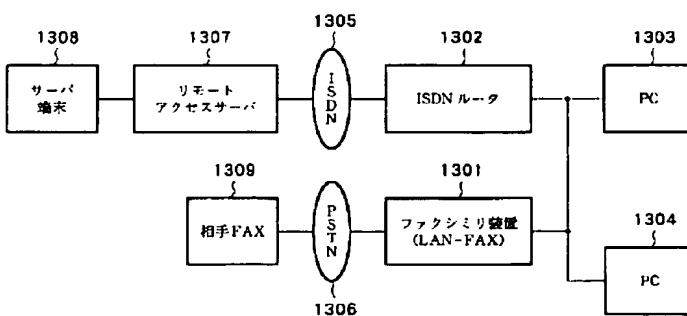 1308
1307
1305
1302
1303
サーバ
端末
リモート
アクセスサーバ
ISDN
ISDN ルータ
PC
1309
1301
1304
相手FAX
PSTN
ファクシミリ装置
(LAN-FAX)
PC
1306